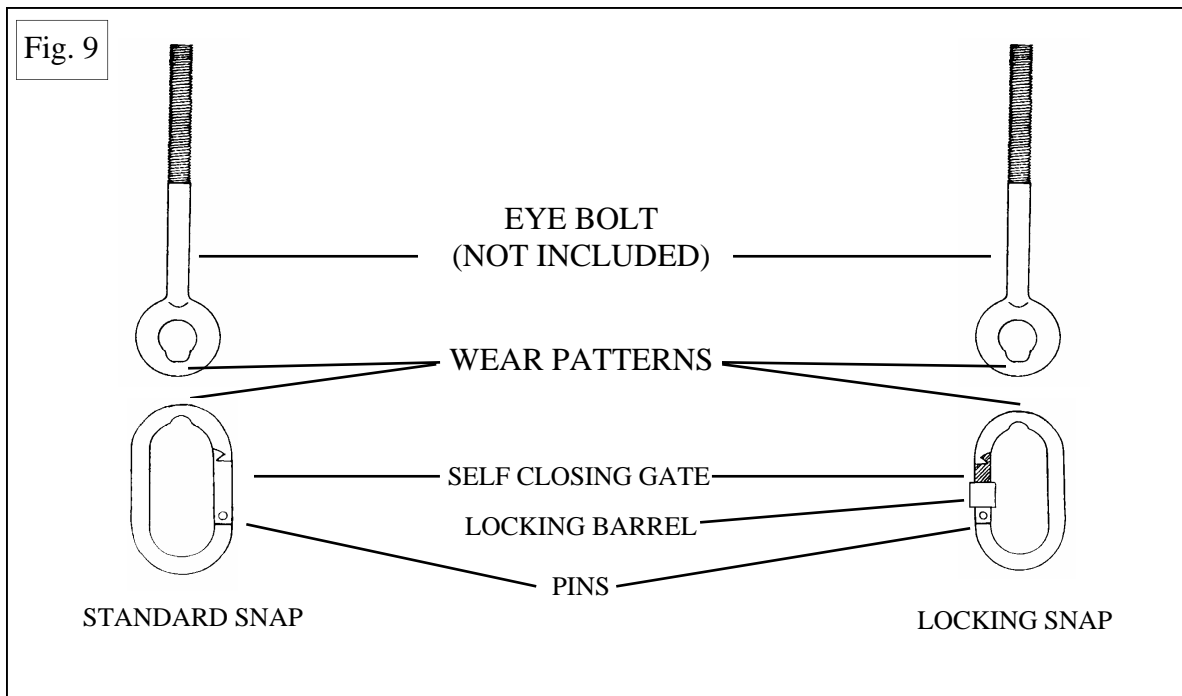 Fig. 9
EYE BOLT
(NOT INCLUDED)
WEAR PATTERNS
SELF CLOSING GATE
LOCKING BARREL
PINS
STANDARD SNAP
LOCKING SNAP